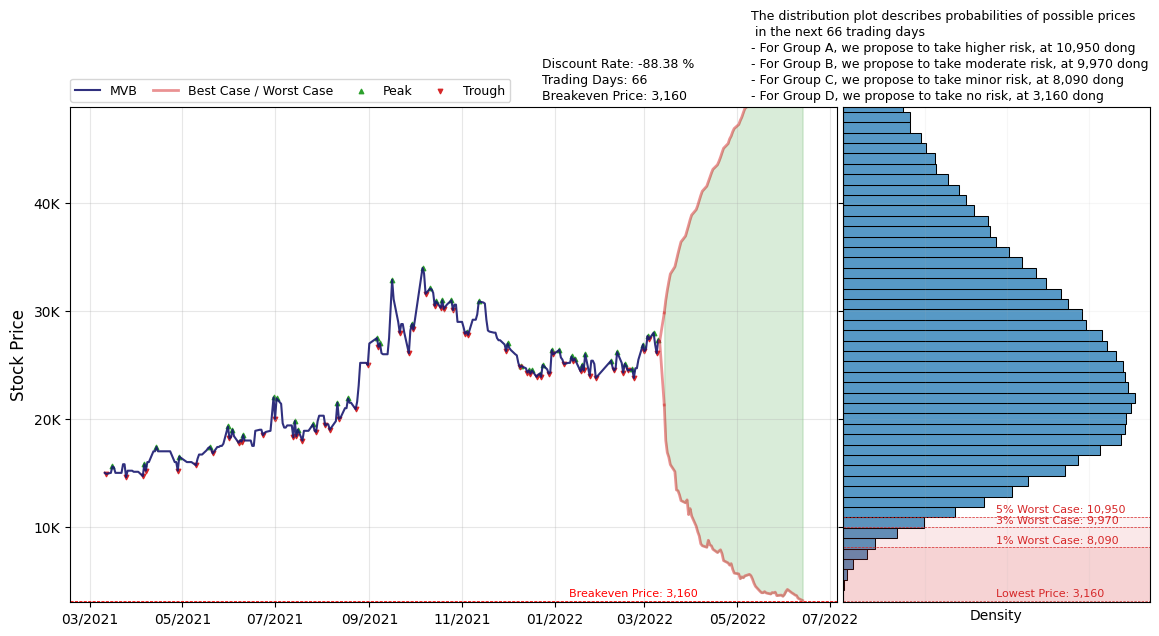 The distribution plot describes probabilities of possible prices
in the next 66 trading days
- For Group A, we propose to take higher risk, at 10,950 dong
- For Group B, we propose to take moderate risk, at 9,970 dong
- For Group C, we propose to take minor risk, at 8,090 dong
- For Group D, we propose to take no risk, at 3,160 dong
Discount Rate: -88.38 %
Trading Days: 66
Breakeven Price: 3,160
MVB
Best Case / Worst Case
Peak
Trough
Stock Price
40K
30K
20K
10K
Breakeven Price: 3,160
03/2021
05/2021
07/2021
09/2021
11/2021
01/2022
03/2022
05/2022
07/2022
5% Worst Case: 10,950
3% Worst Case: 9,970
1% Worst Case: 8,090
Lowest Price: 3,160
Density